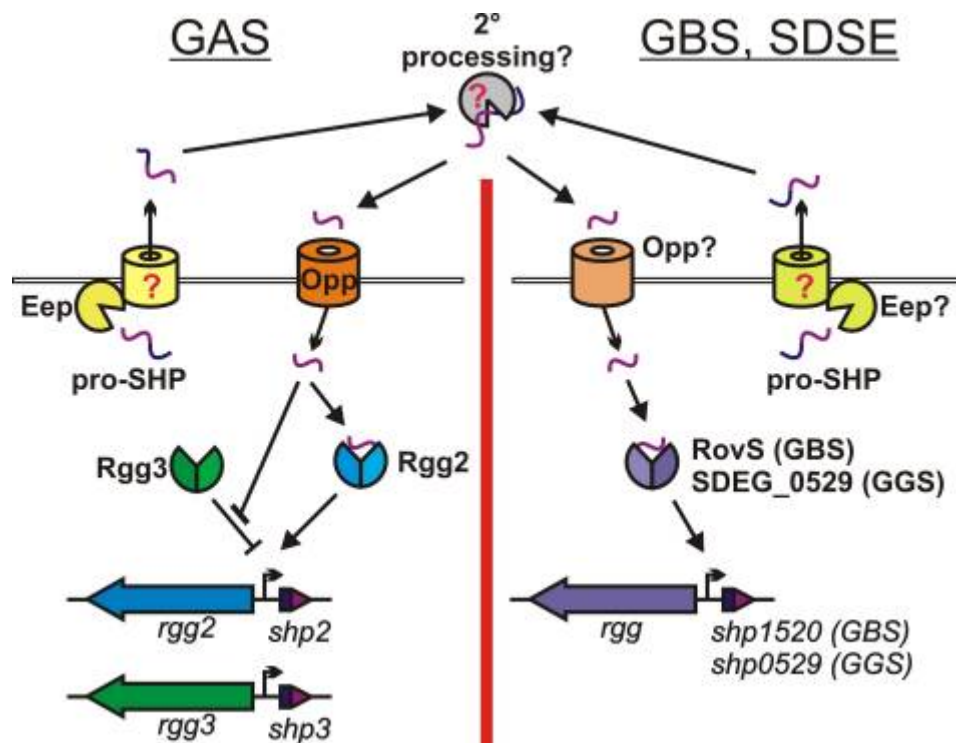 GAS
2°
processing?
GBS, SDSE
?
Opp?
?
Opp
?
Eep
Eep?
pro-SHP
pro-SHP
Rgg3
Rgg2
RovS (GBS)
SDEG_0529 (GGS)
rgg2
shp2
rgg
shp1520 (GBS)
shp0529 (GGS)
rgg3
shp3